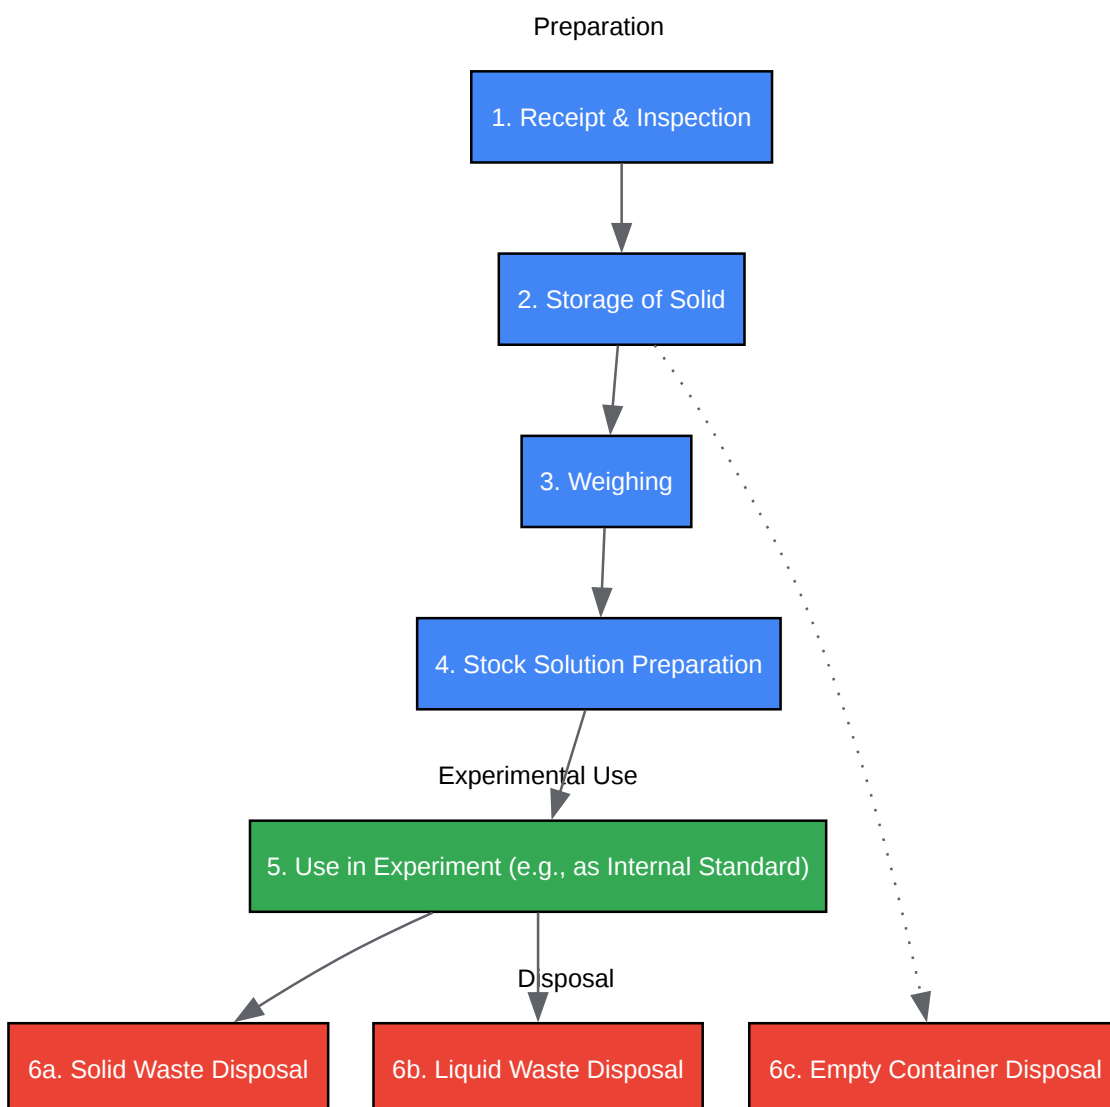 Preparation
1. Receipt & Inspection
2. Storage of Solid
3. Weighing
4. Stock Solution Preparation
Experimental Use
5. Use in Experiment (e.g., as Internal Standard)
Disposal
6a. Solid Waste Disposal
6b. Liquid Waste Disposal
6c. Empty Container Disposal